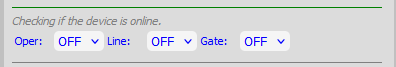 Checking if the device is online.
Oper: OFF Line: OFF Gate: OFF